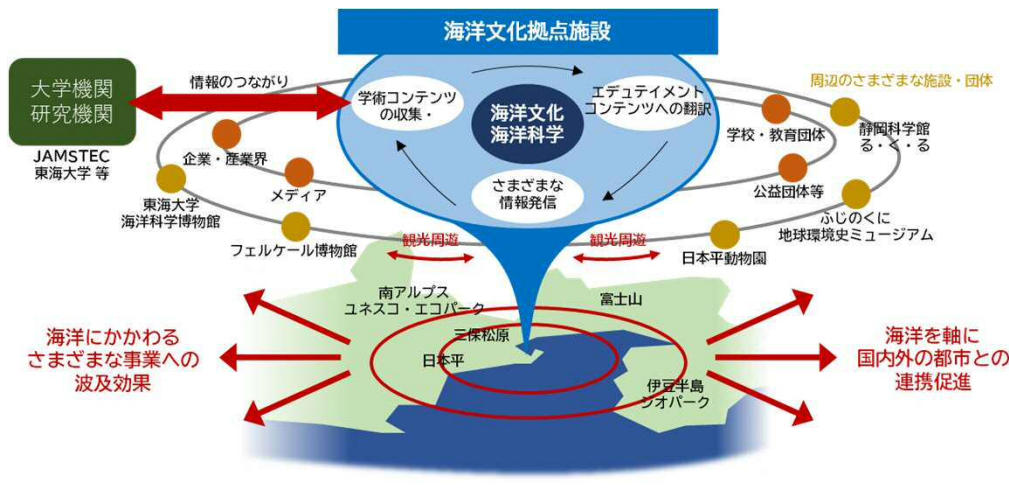 海洋文化拠点施設
大学機関
研究機関
JAMSTEC
東海大学 等
情報のつながり
学術コンテンツ
の収集・
海洋文化
海洋科学
エデュテイメント
コンテンツへの翻訳
さまざまな
情報発信
周辺のさまざまな施設・団体
企業・産業界
メディア
東海大学
海洋科学博物館
フェルケール博物館
学校・教育団体
公益団体等
静岡科学館
る・く・る
ふじのくに
地球環境史ミュージアム
日本平動物園
観光周遊
観光周遊
南アルプス
ユネスコ・エコパーク
富士山
三保松原
日本平
伊豆半島
ジオパーク
海洋にかかわる
さまざまな事業への
波及効果
海洋を軸に
国内外の都市との
連携促進